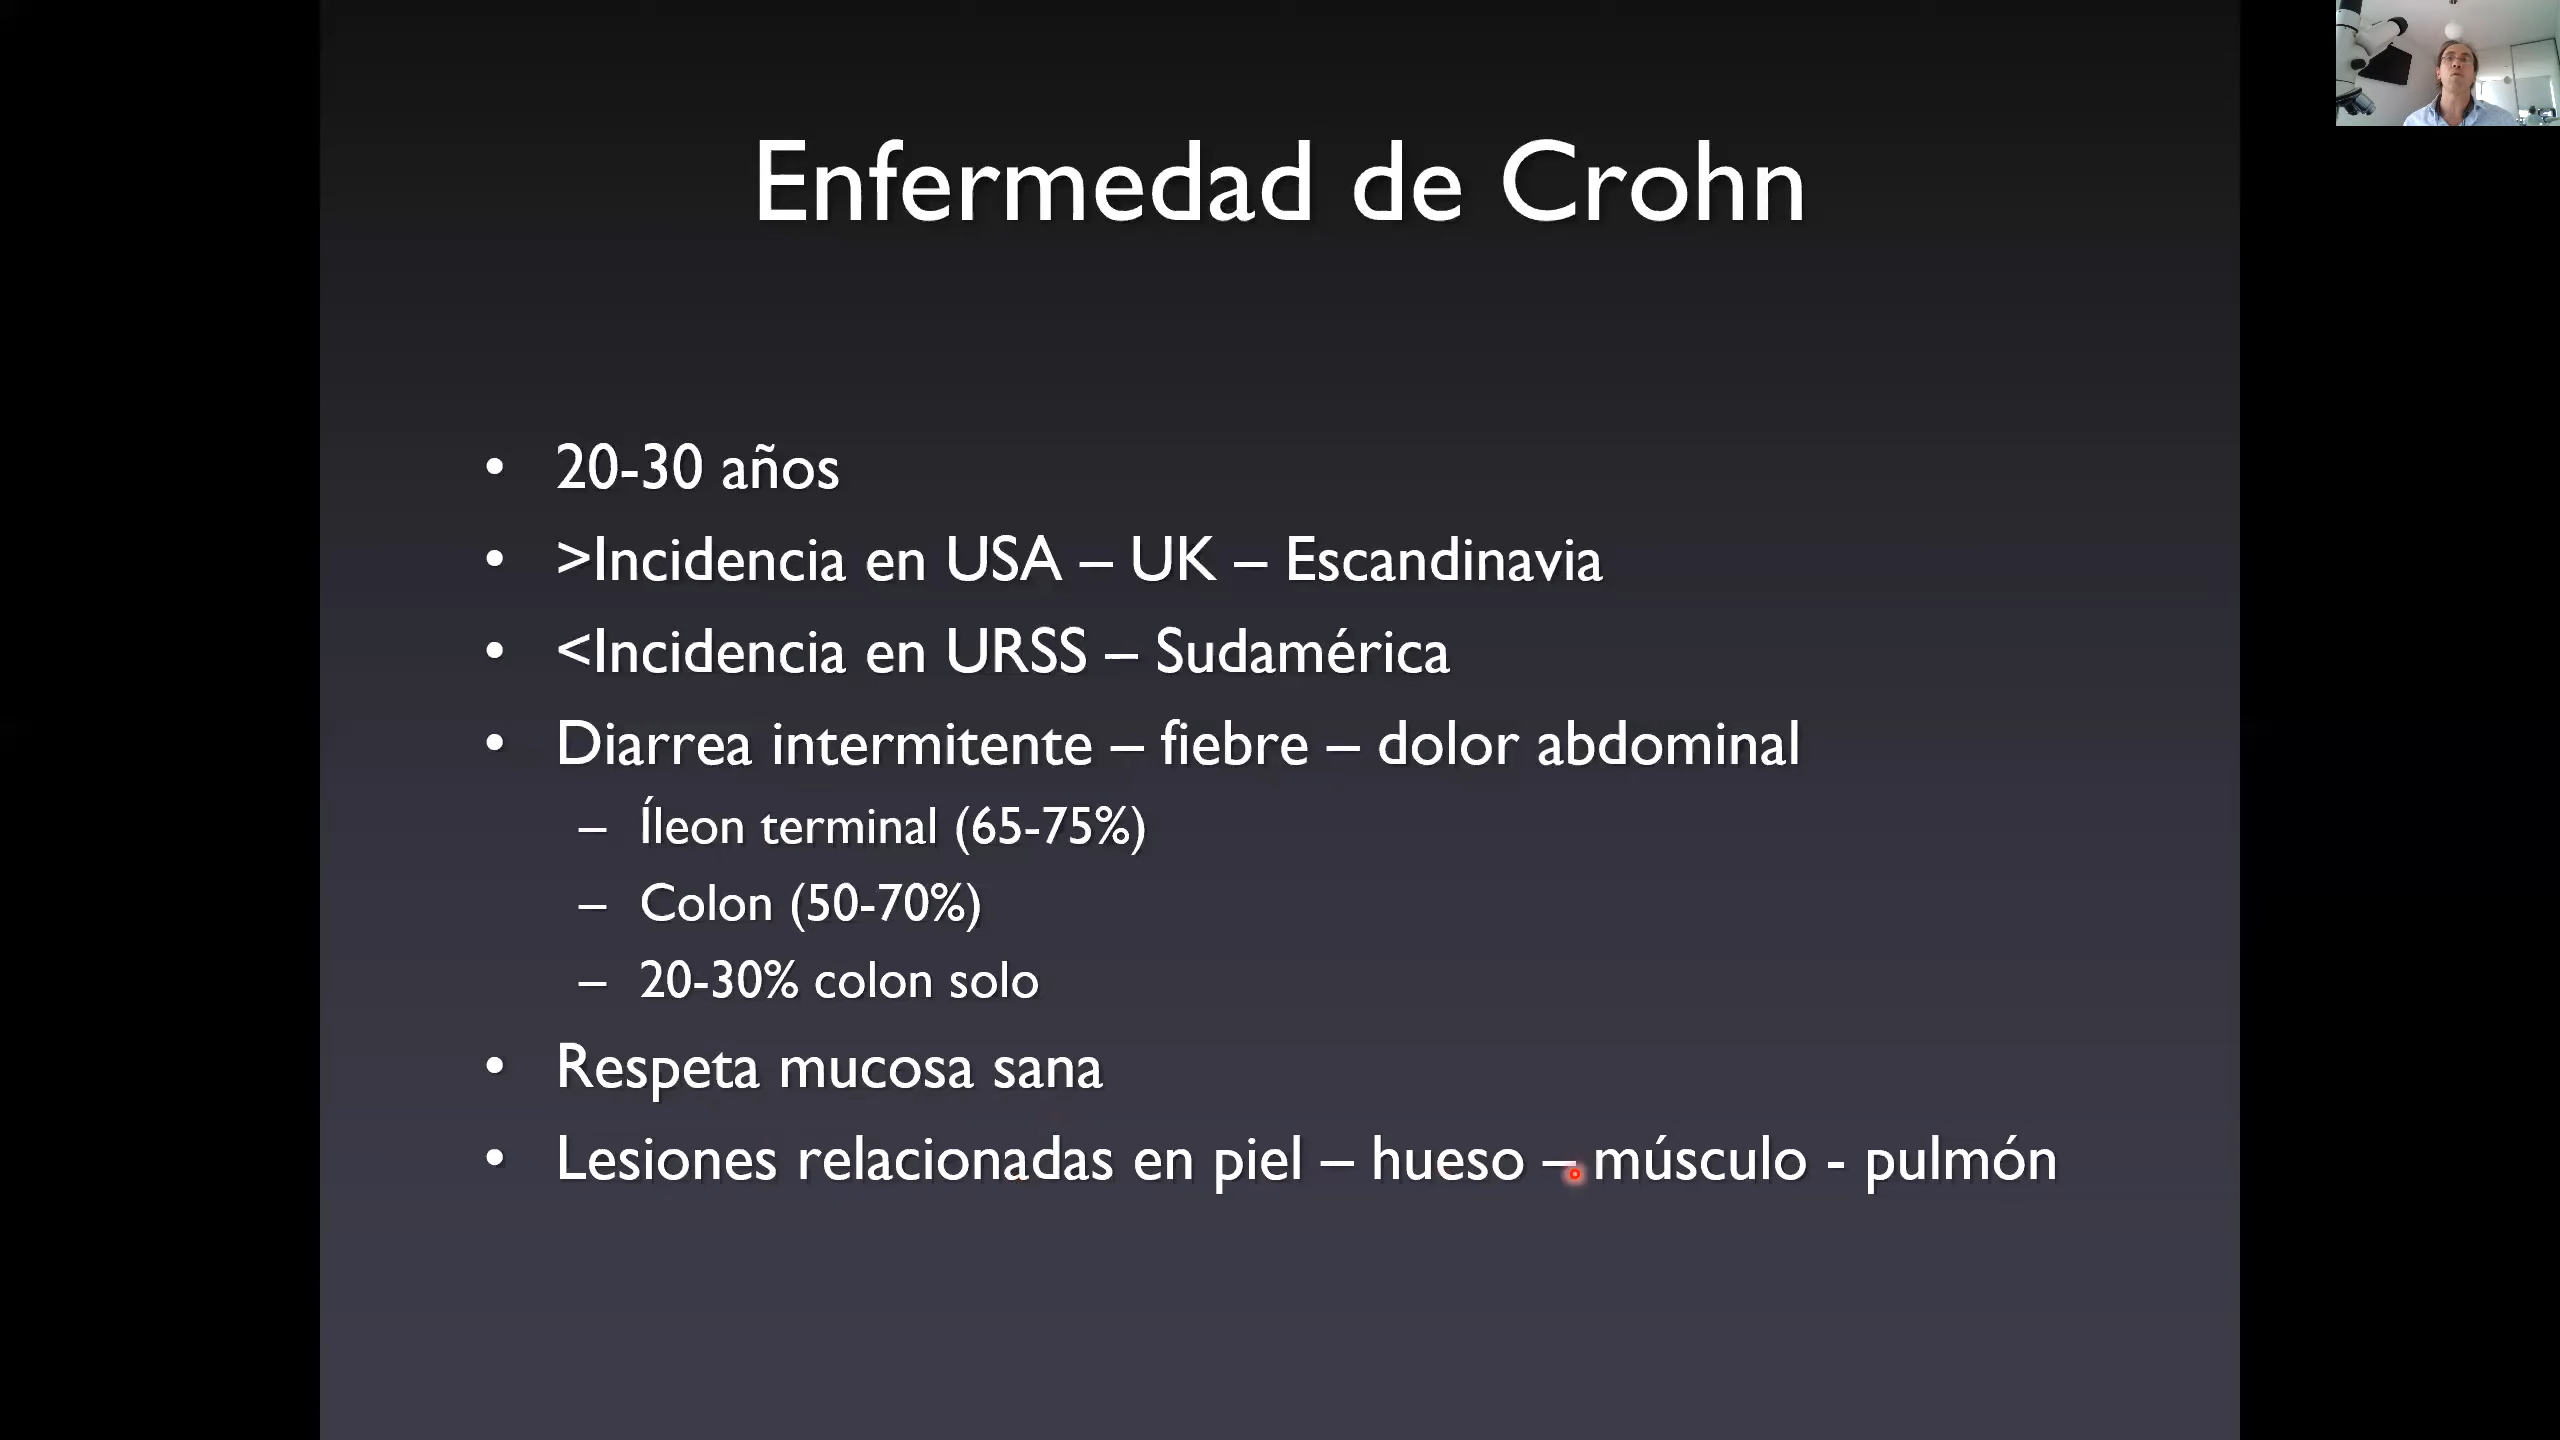 Enfermedad de Crohn
• 20-30 años
• >Incidencia en USA – UK – Escandinavia
• <Incidencia en URSS – Sudamérica
• Diarrea intermitente – fiebre – dolor abdominal
– Íleon terminal (65-75%)
– Colon (50-70%)
– 20-30% colon solo
• Respeta mucosa sana
• Lesiones relacionadas en piel – hueso – músculo - pulmón